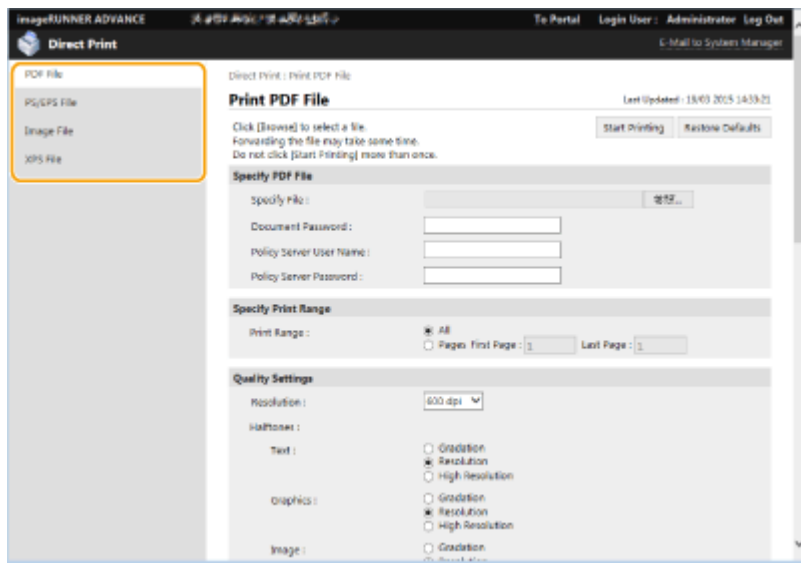 imageRUNNER ADVANCE
To Portal Login User : Administrator Log Out
Direct Print
E-Mail to System Manager
PDF File
PS/EPS File
Image File
XPS File
Direct Print : Print PDF File
Print PDF File
Last Updated : 19/03 2015 14:33:21
Click [Browse] to select a file.
Forwarding the file may take some time.
Do not click [Start Printing] more than once.
Start Printing Restore Defaults
Specify PDF File
Specify File :
Document Password :
Policy Server User Name :
Policy Server Password :
Specify Print Range
Print Range :
All
Pages First Page : 1 Last Page : 1
Quality Settings
Resolution : 600 dpi
Halftones :
Text : Gradation
Resolution
High Resolution
Graphics : Gradation
Resolution
High Resolution
Image : Gradation
Resolution